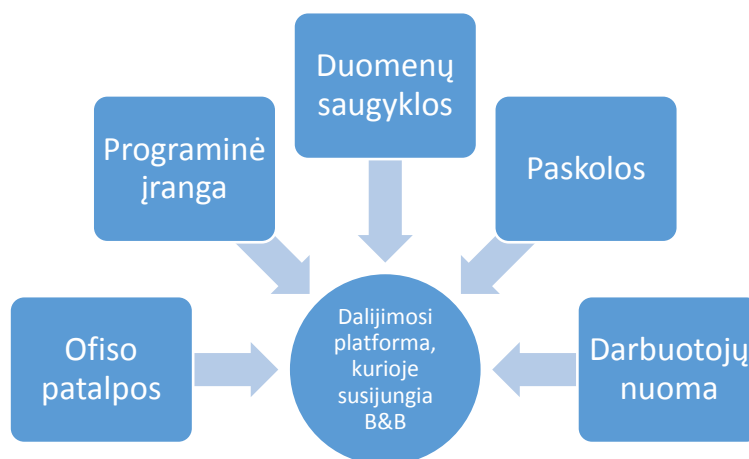 Duomenų
saugyklos
Programinė
įranga
Paskolos
Ofiso
patalpos
Dalijimosi
platforma,
kurioje
susijungia
B&B
Darbuotojų
nuoma